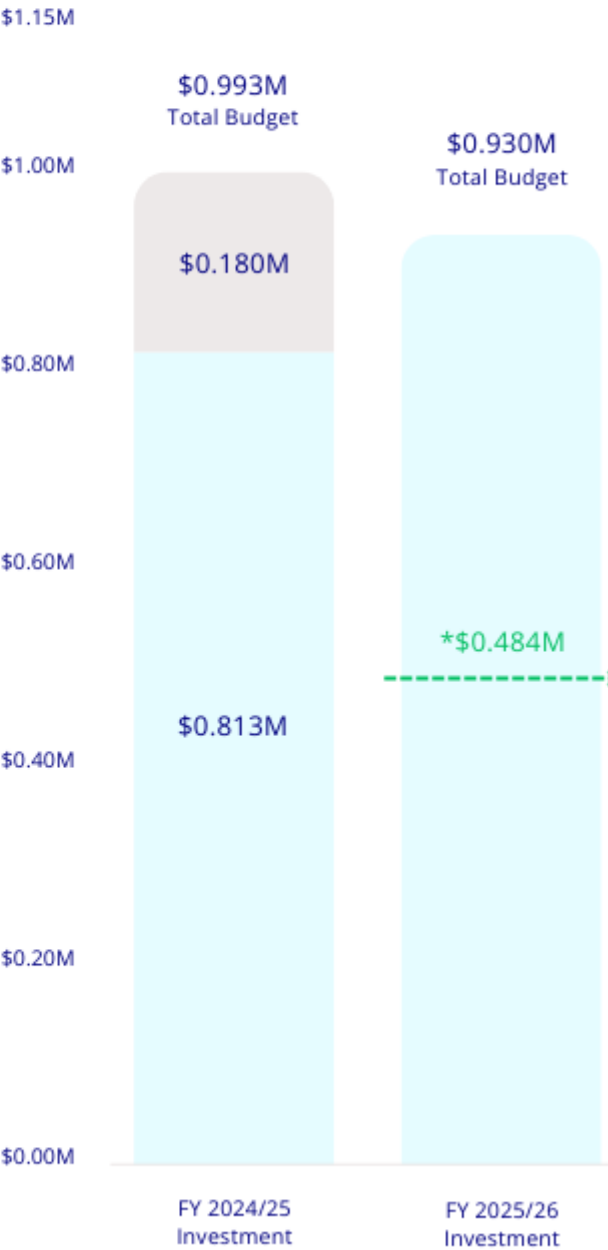 $1.15M
$0.993M
Total Budget
$0.930M
Total Budget
$1.00M
$0.180M
$0.80M
$0.60M
*$0.484M
$0.813M
$0.40M
$0.20M
$0.00M
FY 2024/25
Investment
FY 2025/26
Investment